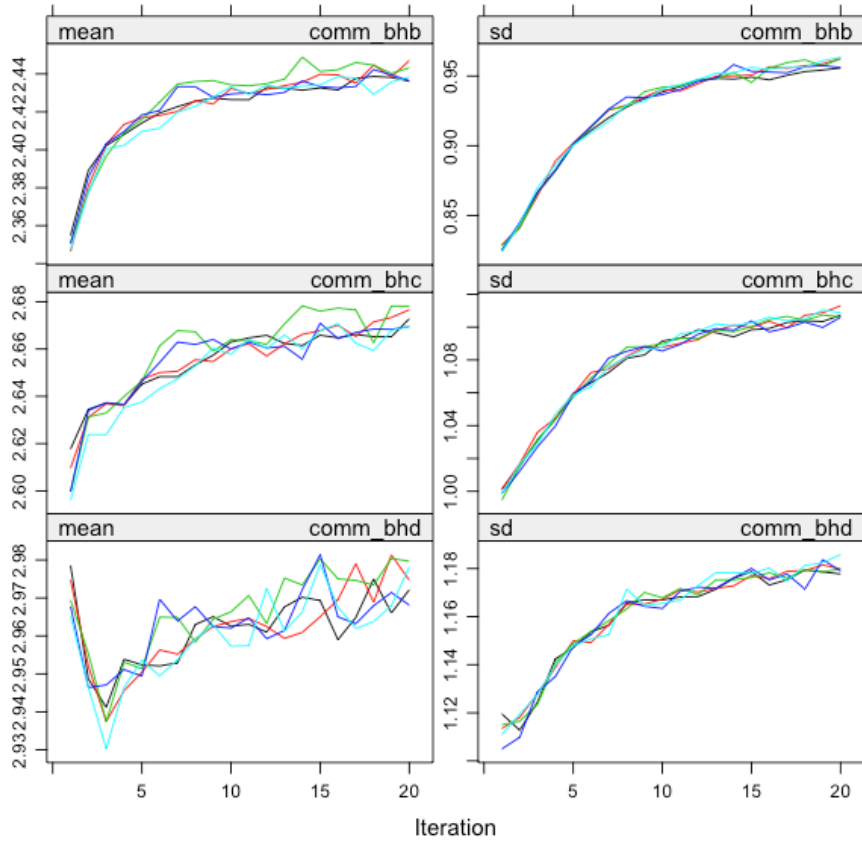 mean comm_bhb sd comm_bhb
2.36 2.38 2.40 2.42 2.44
0.85 0.90 0.95
mean comm_bhc sd comm_bhc
2.60 2.62 2.64 2.66 2.68
1.00 1.04 1.08
mean comm_bhd sd comm_bhd
2.93 2.94 2.95 2.96 2.97 2.98
1.12 1.14 1.16 1.18
5 10 15 20 5 10 15 20
Iteration